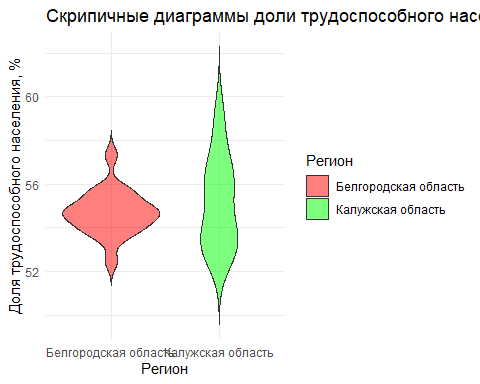 Скрипичные диаграммы доли трудоспособного насе
Доля трудоспособного населения, %
60
56
52
Белгородская область
Калужская область
Регион
Регион
Белгородская область
Калужская область